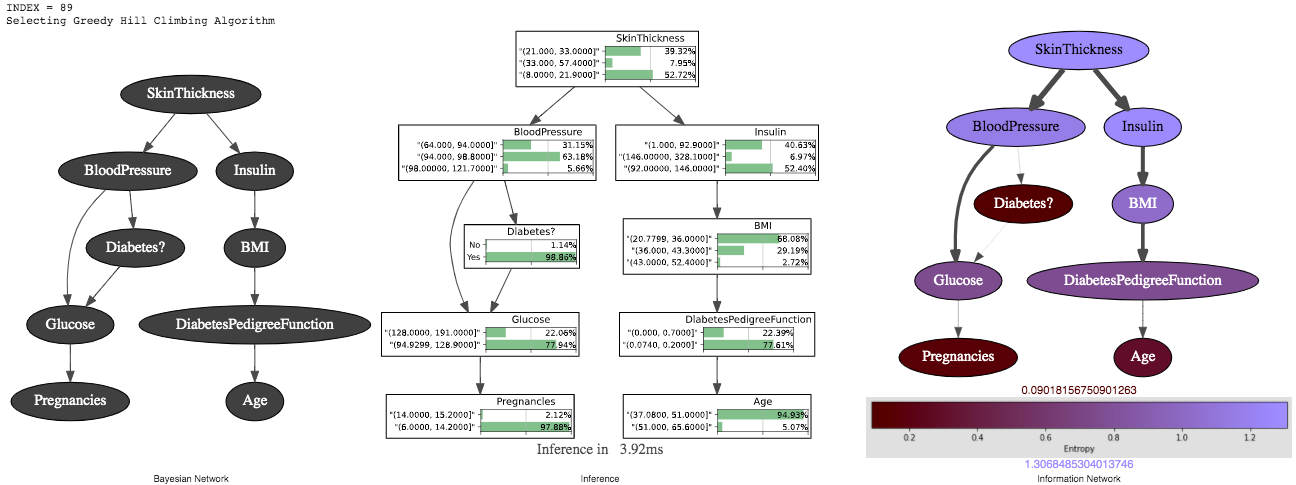 INDEX = 89
Selecting Greedy Hill Climbing Algorithm
SkinThickness
BloodPressure
Insulin
Diabetes?
BMI
Glucose
DiabetesPedigreeFunction
Pregnancies
Age
Bayesian Network
SkinThickness
"(21.000, 33.0000]" 39.32%
"(33.000, 57.4000]" 7.95%
"(8.0000, 21.9000]" 52.72%
BloodPressure
"(64.000, 94.0000]" 31.15%
"(94.000, 98.8000]" 63.18%
"(98.00000, 121.7000]" 5.66%
Insulin
"(1.000, 92.9000]" 40.63%
"(146.00000, 328.1000]" 6.97%
"(92.00000, 146.0000]" 52.40%
Diabetes?
No 1.14%
Yes 98.86%
BMI
"(20.7799, 36.0000]" 68.08%
"(36.000, 43.3000]" 29.19%
"(43.0000, 52.4000]" 2.72%
Glucose
"(128.0000, 191.0000]" 22.06%
"(94.9299, 128.9000]" 77.94%
DiabetesPedigreeFunction
"(0.000, 0.7000]" 22.39%
"(0.0740, 0.2000]" 77.61%
Pregnancies
"(14.0000, 15.2000]" 2.12%
"(6.0000, 14.2000]" 97.88%
Age
"(37.0800, 51.0000]" 94.93%
"(51.000, 65.6000]" 5.07%
Inference in 3.92ms
Inference
SkinThickness
BloodPressure
Insulin
Diabetes?
BMI
Glucose
DiabetesPedigreeFunction
Pregnancies
Age
0.09018156750901263
0.2 0.4 0.6 0.8 1.0 1.2
Entropy
1.3068485304013746
Information Network